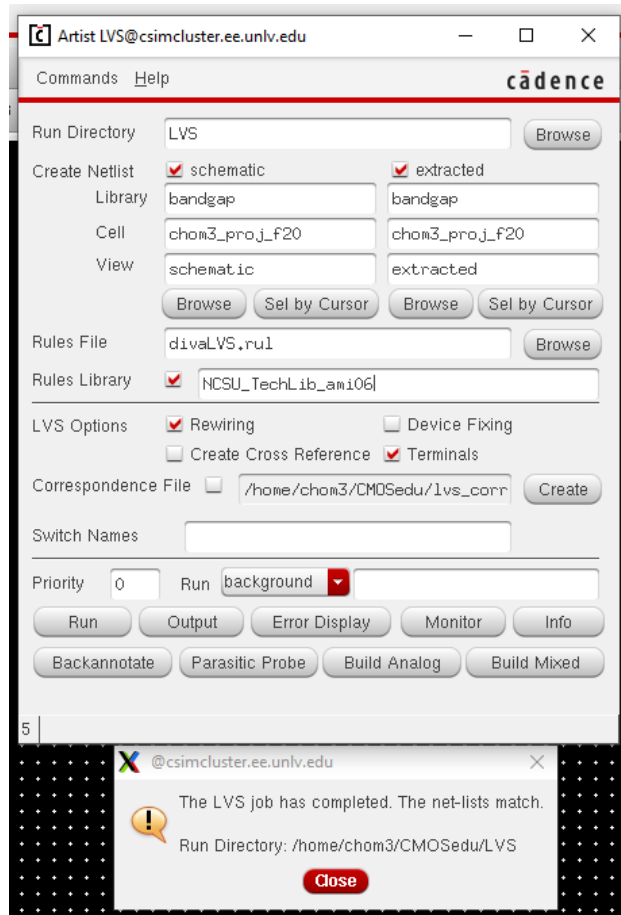 Artist LVS@csimcluster.ee.unlv.edu
Commands Help cādence
Run Directory LVS Browse
Create Netlist schematic extracted
Library bandgap bandgap
Cell chom3_proj_f20 chom3_proj_f20
View schematic extracted
Browse Sel by Cursor Browse Sel by Cursor
Rules File divaLVS.rul Browse
Rules Library NCSU_TechLib_ami06
LVS Options Rewiring Device Fixing
Create Cross Reference Terminals
Correspondence File /home/chom3/CMOSedu/lvs_corr Create
Switch Names
Priority 0 Run background
Run Output Error Display Monitor Info
Backannotate Parasitic Probe Build Analog Build Mixed
5
@csimcluster.ee.unlv.edu
The LVS job has completed. The net-lists match.
Run Directory: /home/chom3/CMOSedu/LVS
Close